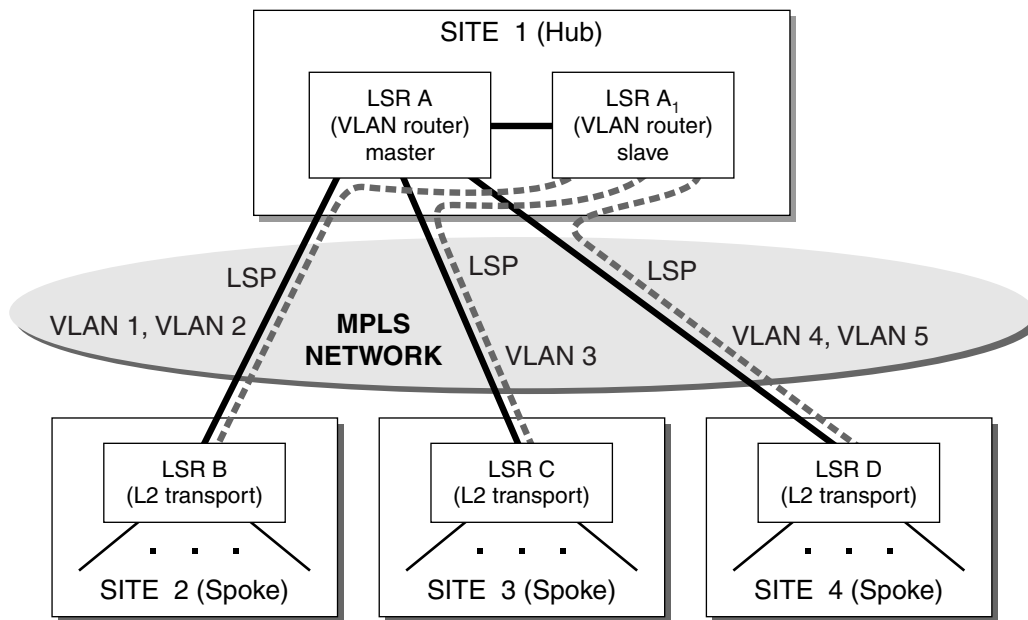 SITE 1 (Hub)
LSR A
(VLAN router)
master
LSR A₁
(VLAN router)
slave
LSP
LSP
LSP
VLAN 1, VLAN 2
MPLS
NETWORK
VLAN 3
VLAN 4, VLAN 5
LSR B
(L2 transport)
LSR C
(L2 transport)
LSR D
(L2 transport)
. . .
. . .
. . .
SITE 2 (Spoke)
SITE 3 (Spoke)
SITE 4 (Spoke)